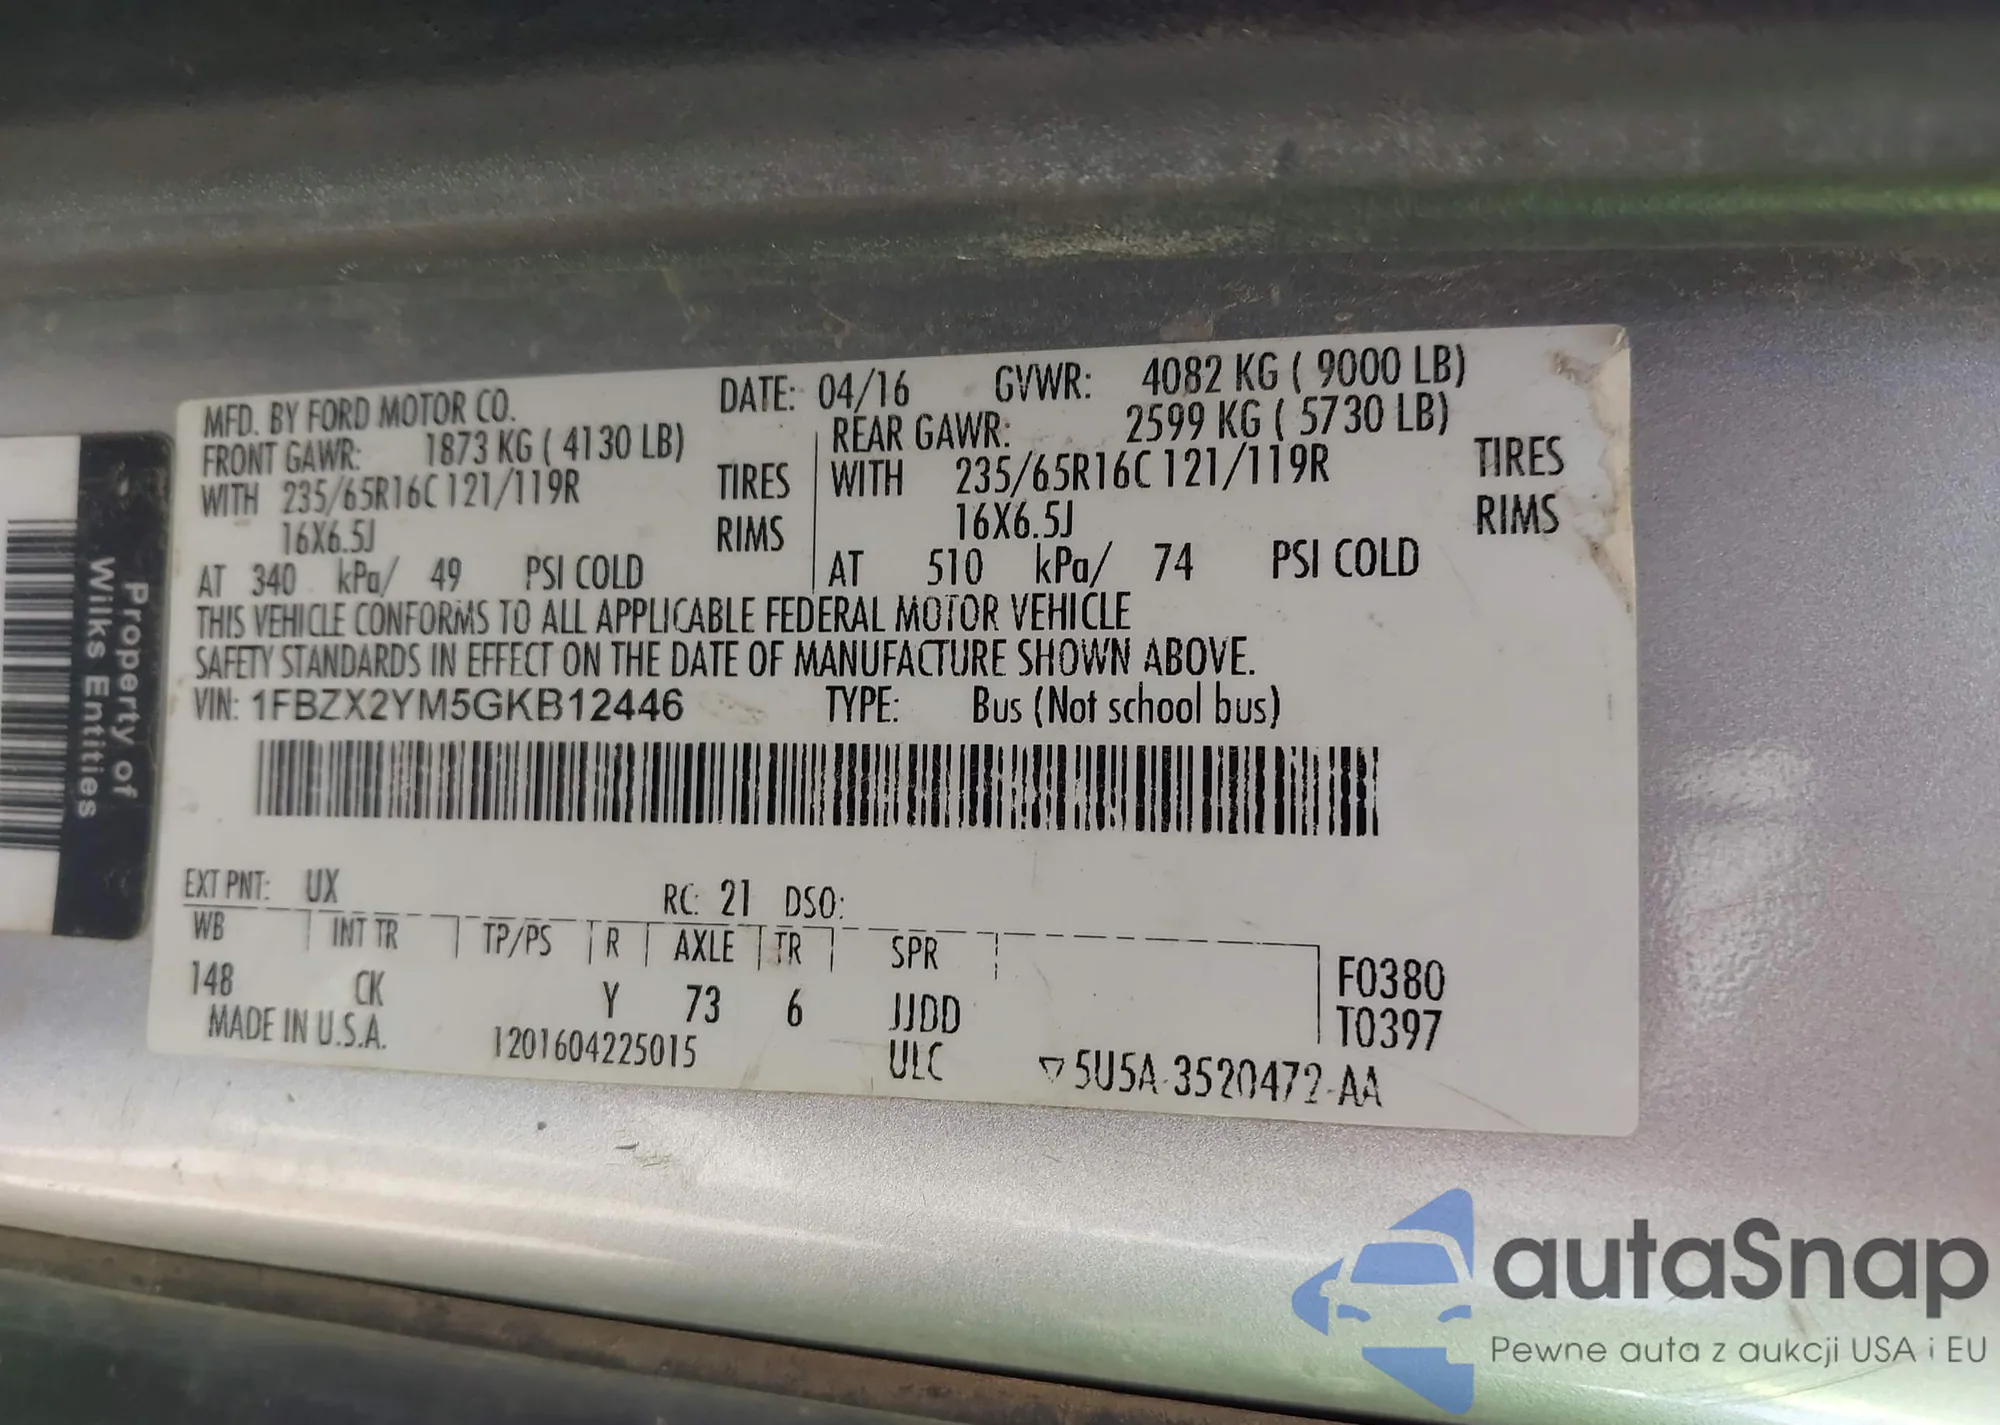 MFD. BY FORD MOTOR CO. DATE: 04/16 GVWR: 4082 KG ( 9000 LB)
FRONT GAWR: 1873 KG ( 4130 LB) REAR GAWR: 2599 KG ( 5730 LB)
WITH 235/65R16C 121/119R TIRES WITH 235/65R16C 121/119R TIRES
16X6.5J RIMS 16X6.5J RIMS
AT 340 kPa/ 49 PSI COLD AT 510 kPa/ 74 PSI COLD
THIS VEHICLE CONFORMS TO ALL APPLICABLE FEDERAL MOTOR VEHICLE
SAFETY STANDARDS IN EFFECT ON THE DATE OF MANUFACTURE SHOWN ABOVE.
VIN: 1FBZX2YM5GKB12446 TYPE: Bus (Not school bus)
EXT PNT: UX RC: 21 DSO:
WB INT TR TP/PS R AXLE TR SPR
148 CK Y 73 6 JJDD F0380
MADE IN U.S.A. 1201604225015 ULC T0397
5U5A-3520472-AA
Property of
Wilks Entities
autaSnap
Pewne auta z aukcji USA i EU